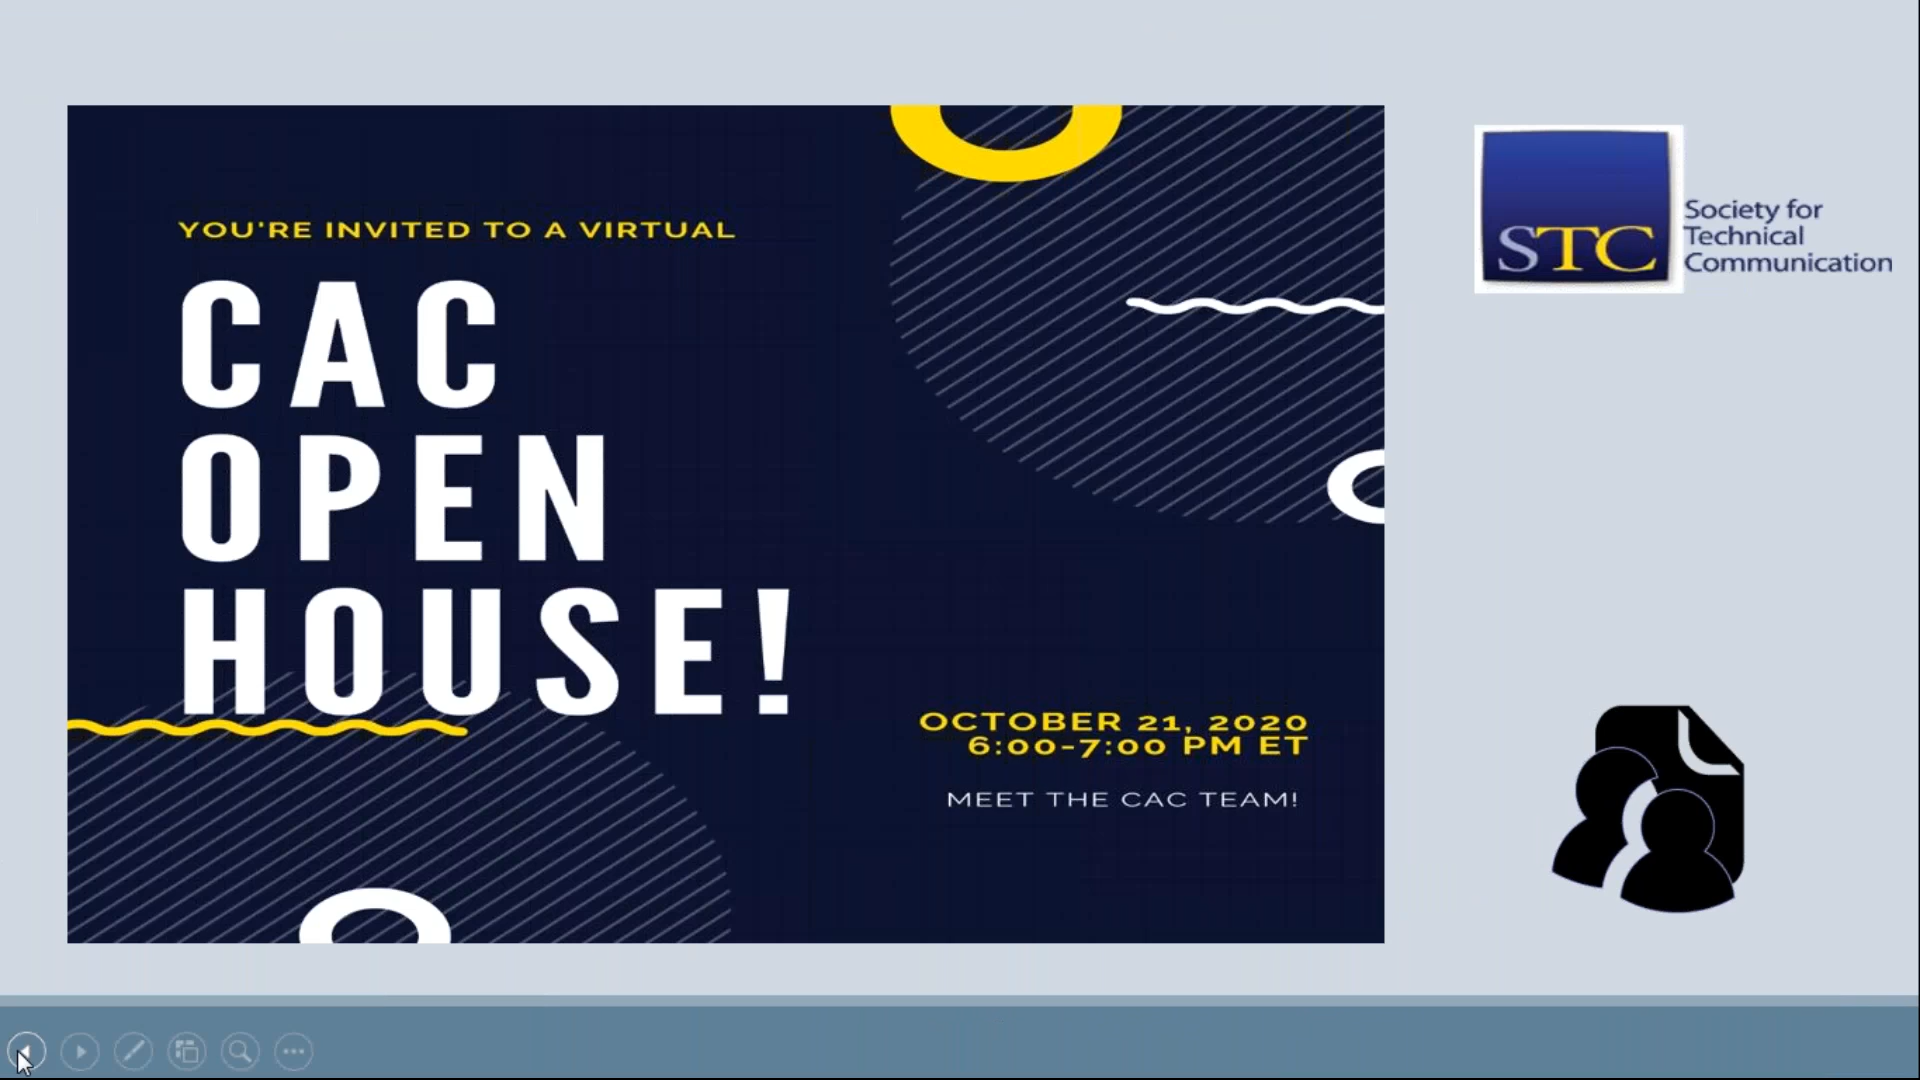 YOU'RE INVITED TO A VIRTUAL
CAC
OPEN
HOUSE!
OCTOBER 21, 2020
6:00-7:00 PM ET
MEET THE CAC TEAM!
STC
Society for
Technical
Communication